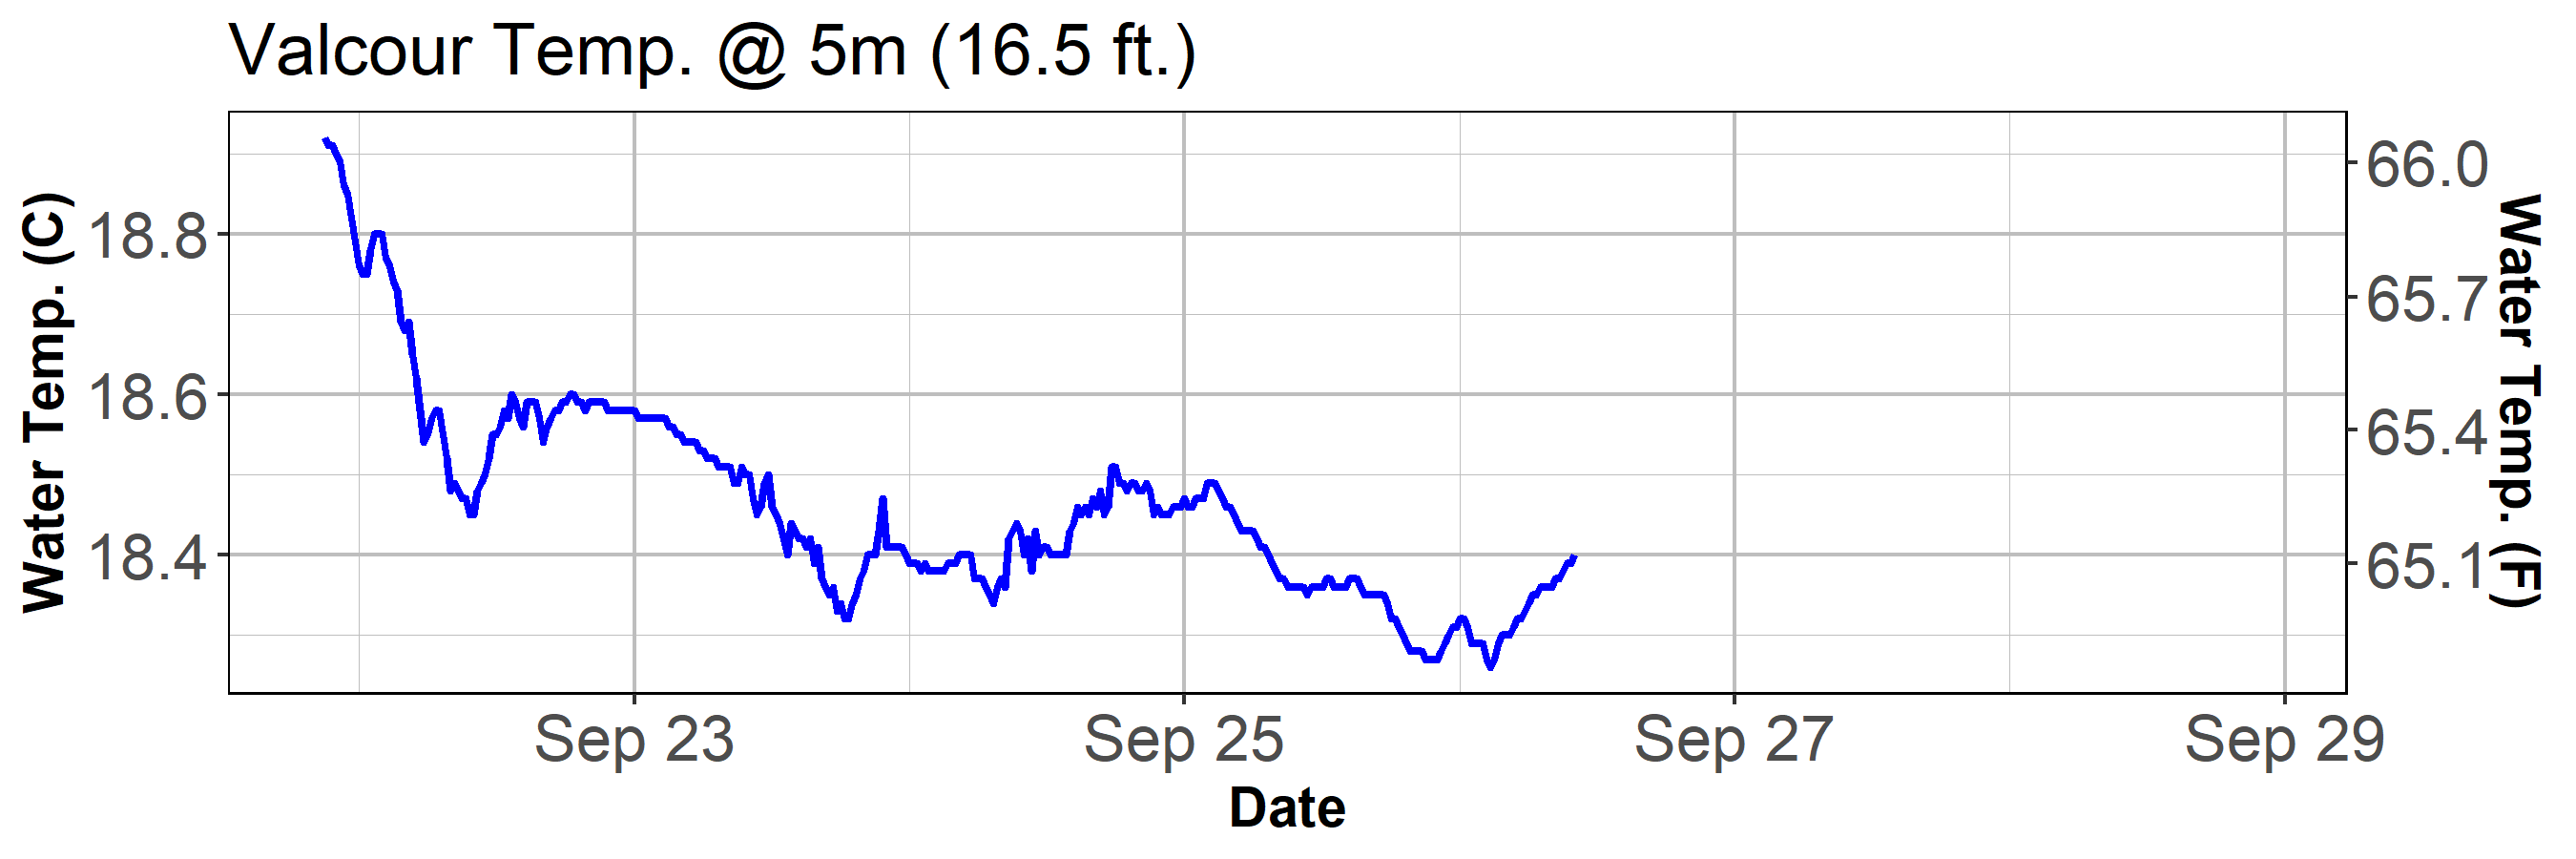 Valcour Temp. @ 5m (16.5 ft.)
Water Temp. (C)
18.8
18.6
18.4
66.0
65.7
65.4
65.1
Water Temp. (F)
Sep 23
Sep 25
Sep 27
Sep 29
Date